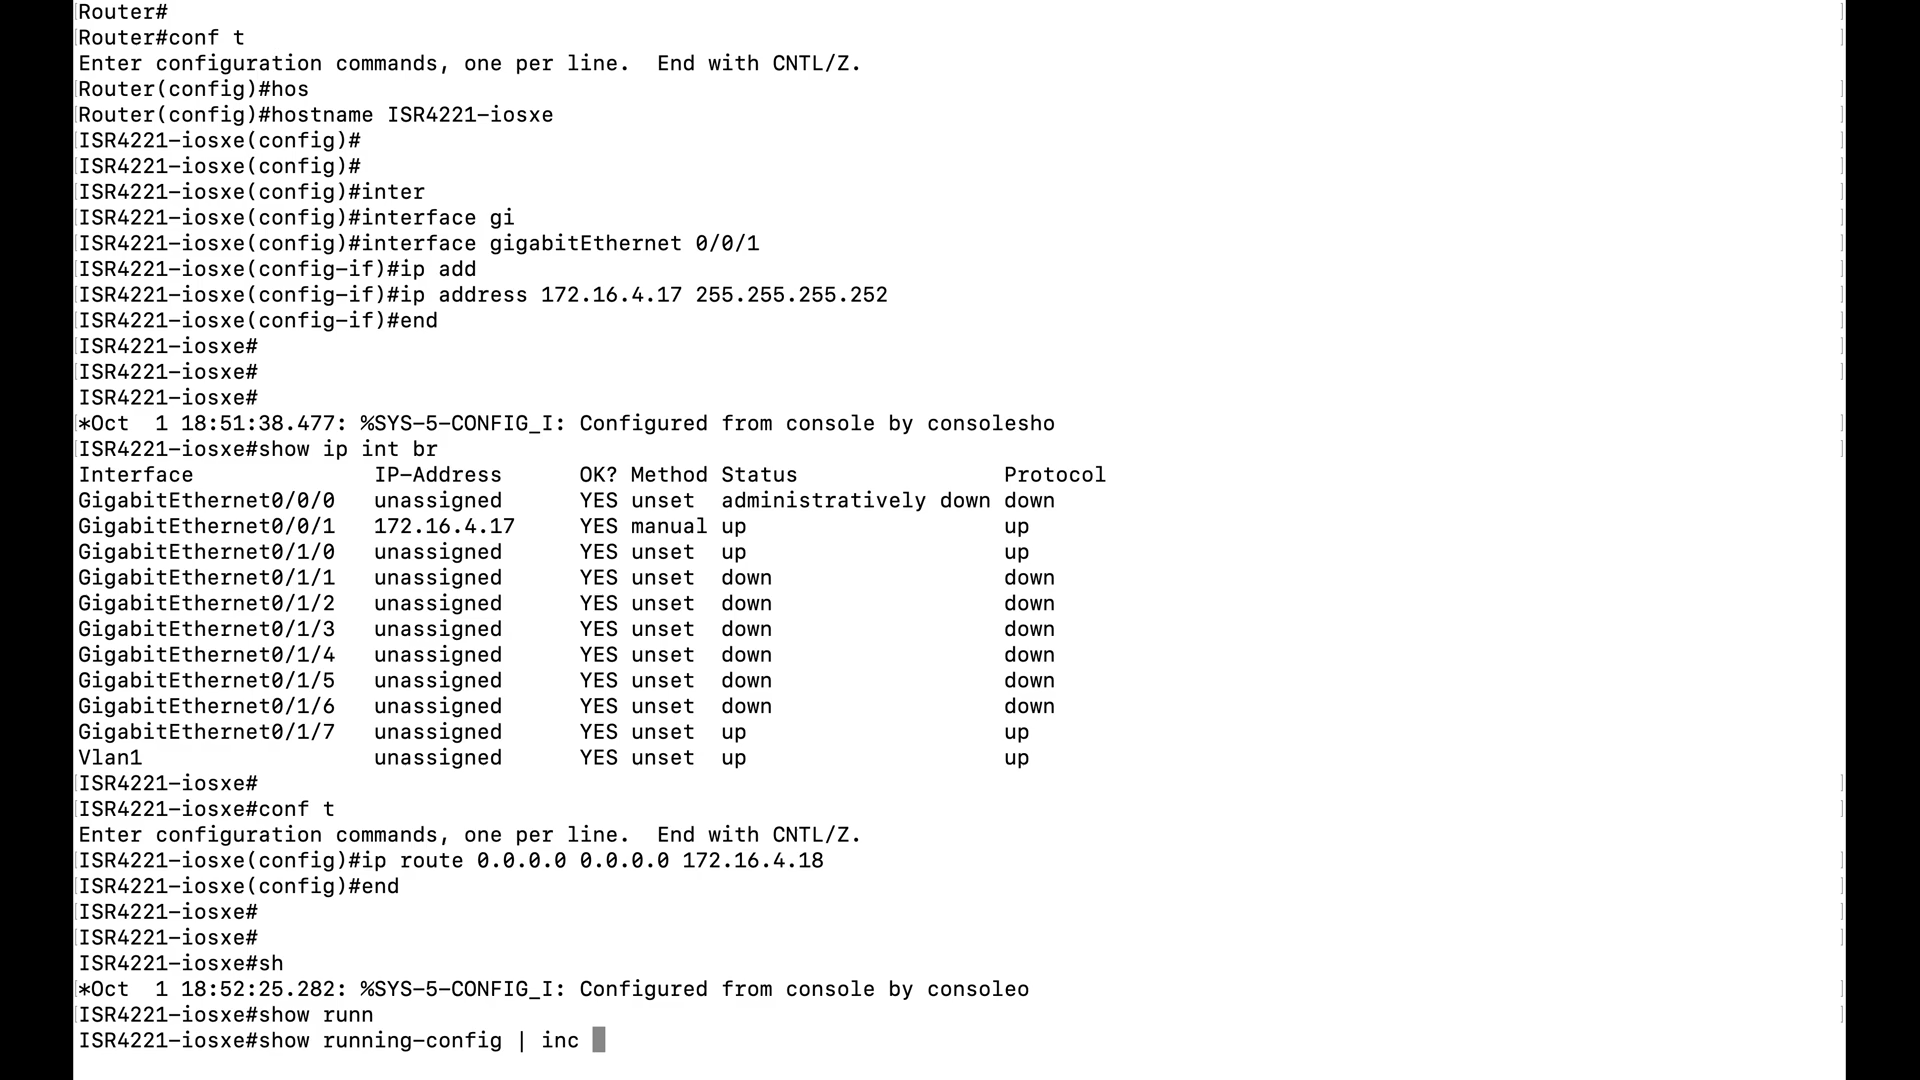 Router#
Router#conf t
Enter configuration commands, one per line.  End with CNTL/Z.
Router(config)#hos
Router(config)#hostname ISR4221-iosxe
ISR4221-iosxe(config)#
ISR4221-iosxe(config)#
ISR4221-iosxe(config)#inter
ISR4221-iosxe(config)#interface gi
ISR4221-iosxe(config)#interface gigabitEthernet 0/0/1
ISR4221-iosxe(config-if)#ip add
ISR4221-iosxe(config-if)#ip address 172.16.4.17 255.255.255.252
ISR4221-iosxe(config-if)#end
ISR4221-iosxe#
ISR4221-iosxe#
ISR4221-iosxe#
*Oct  1 18:51:38.477: %SYS-5-CONFIG_I: Configured from console by consolesho
ISR4221-iosxe#show ip int br
Interface              IP-Address      OK? Method Status                Protocol
GigabitEthernet0/0/0   unassigned      YES unset  administratively down down
GigabitEthernet0/0/1   172.16.4.17     YES manual up                    up
GigabitEthernet0/1/0   unassigned      YES unset  up                    up
GigabitEthernet0/1/1   unassigned      YES unset  down                  down
GigabitEthernet0/1/2   unassigned      YES unset  down                  down
GigabitEthernet0/1/3   unassigned      YES unset  down                  down
GigabitEthernet0/1/4   unassigned      YES unset  down                  down
GigabitEthernet0/1/5   unassigned      YES unset  down                  down
GigabitEthernet0/1/6   unassigned      YES unset  down                  down
GigabitEthernet0/1/7   unassigned      YES unset  up                    up
Vlan1                  unassigned      YES unset  up                    up
ISR4221-iosxe#
ISR4221-iosxe#conf t
Enter configuration commands, one per line.  End with CNTL/Z.
ISR4221-iosxe(config)#ip route 0.0.0.0 0.0.0.0 172.16.4.18
ISR4221-iosxe(config)#end
ISR4221-iosxe#
ISR4221-iosxe#
ISR4221-iosxe#sh
*Oct  1 18:52:25.282: %SYS-5-CONFIG_I: Configured from console by consoleo
ISR4221-iosxe#show runn
ISR4221-iosxe#show running-config | inc